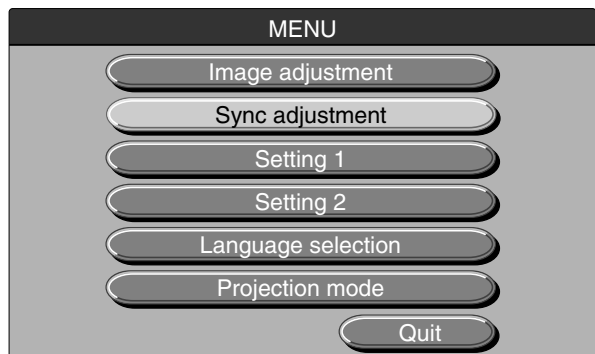 MENU
Image adjustment
Sync adjustment
Setting 1
Setting 2
Language selection
Projection mode
Quit